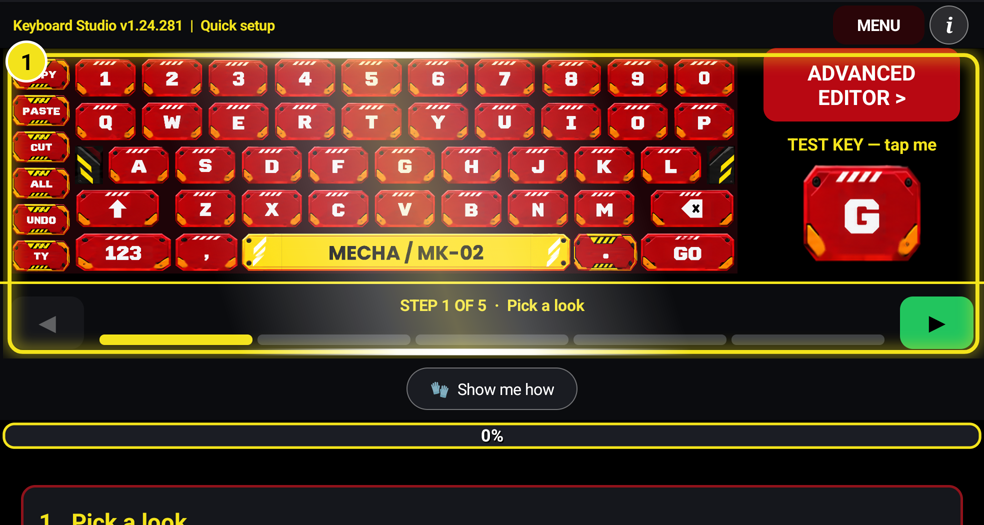 Keyboard Studio v1.24.281 | Quick setup
MENU
i
1
PY
1 2 3 4 5 6 7 8 9 0
ADVANCED
EDITOR >
PASTE
Q W E R T Y U I O P
TEST KEY — tap me
CUT
A S D F G H J K L
G
ALL
UNDO
Z X C V B N M
TY
123 , MECHA / MK-02 . GO
STEP 1 OF 5 · Pick a look
Show me how
0%
1 Pick a look